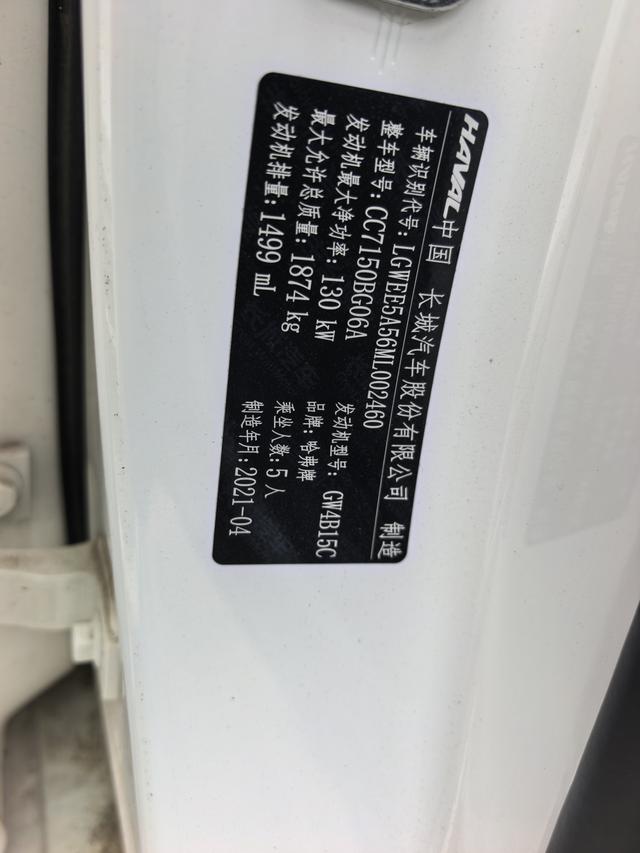 HAVAL 中国 长城汽车股份有限公司 制造
车辆识别代号:LGWEE5A56ML002460
整车型号:CC7150BG06A
发动机型号:GW4B15C
发动机最大净功率:130 kW
品牌:哈弗牌
最大允许总质量:1874 kg
乘坐人数:5人
发动机排量:1499 mL
制造年月:2021-04